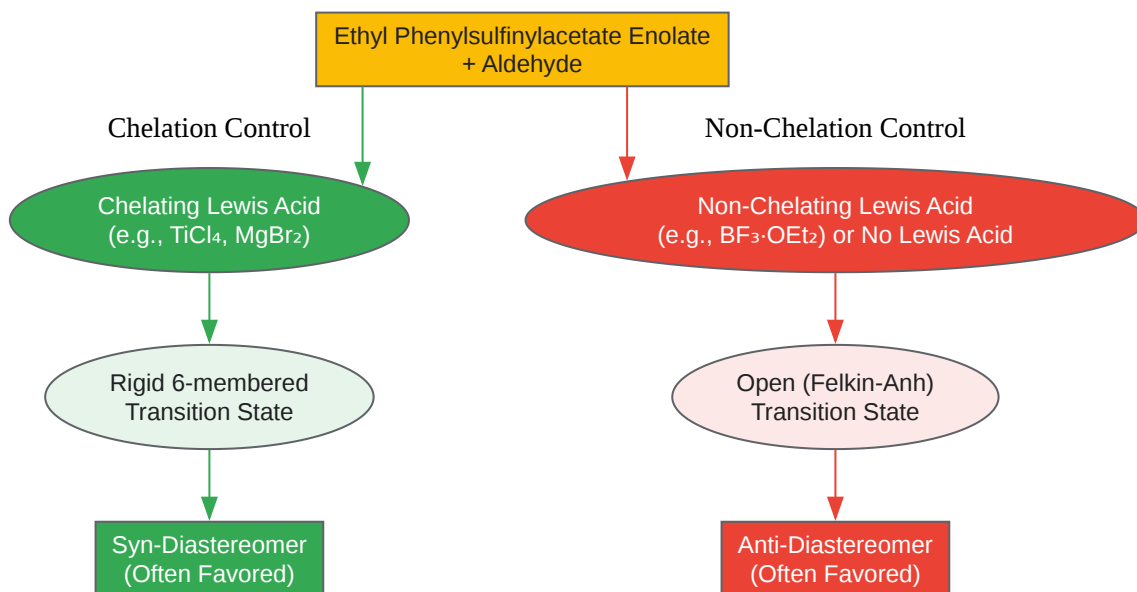 Ethyl Phenylsulfinylacetate Enolate
+ Aldehyde
Chelation Control
Non-Chelation Control
Chelating Lewis Acid
(e.g., TiCl₄, MgBr₂)
Non-Chelating Lewis Acid
(e.g., BF₃·OEt₂) or No Lewis Acid
Rigid 6-membered
Transition State
Open (Felkin-Anh)
Transition State
Syn-Diastereomer
(Often Favored)
Anti-Diastereomer
(Often Favored)